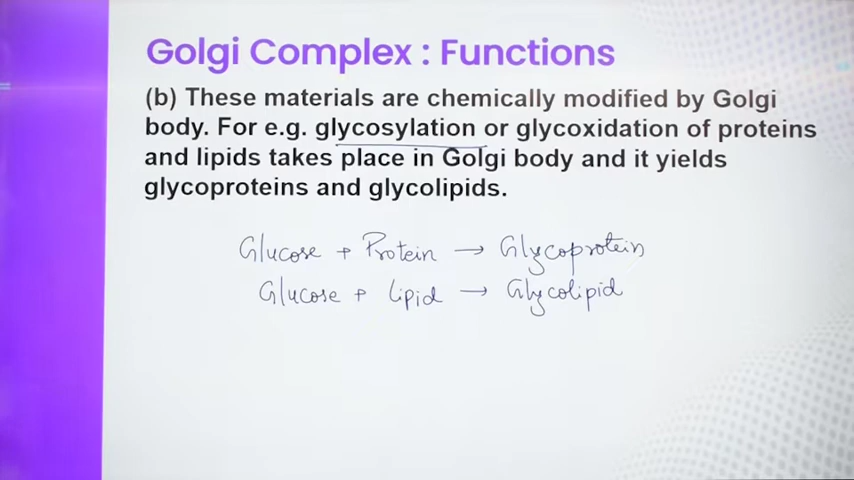 Golgi Complex : Functions
(b) These materials are chemically modified by Golgi
body. For e.g. glycosylation or glycoxidation of proteins
and lipids takes place in Golgi body and it yields
glycoproteins and glycolipids.
Glucose + Protein → Glycoprotein
Glucose + Lipid → Glycolipid